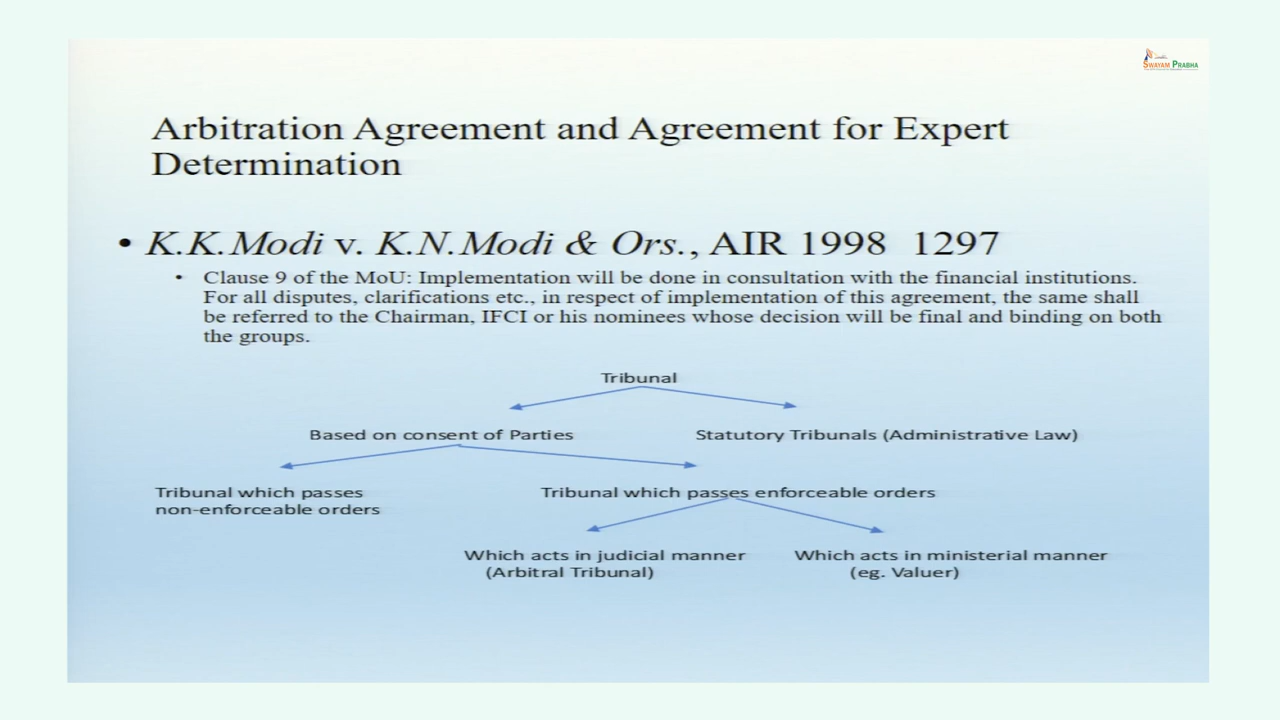 SWAYAM PRABHA
Arbitration Agreement and Agreement for Expert
Determination
• K.K.Modi v. K.N.Modi & Ors., AIR 1998 1297
• Clause 9 of the MoU: Implementation will be done in consultation with the financial institutions.
For all disputes, clarifications etc., in respect of implementation of this agreement, the same shall
be referred to the Chairman, IFCI or his nominees whose decision will be final and binding on both
the groups.
Tribunal
Based on consent of Parties
Statutory Tribunals (Administrative Law)
Tribunal which passes
non-enforceable orders
Tribunal which passes enforceable orders
Which acts in judicial manner
(Arbitral Tribunal)
Which acts in ministerial manner
(eg. Valuer)